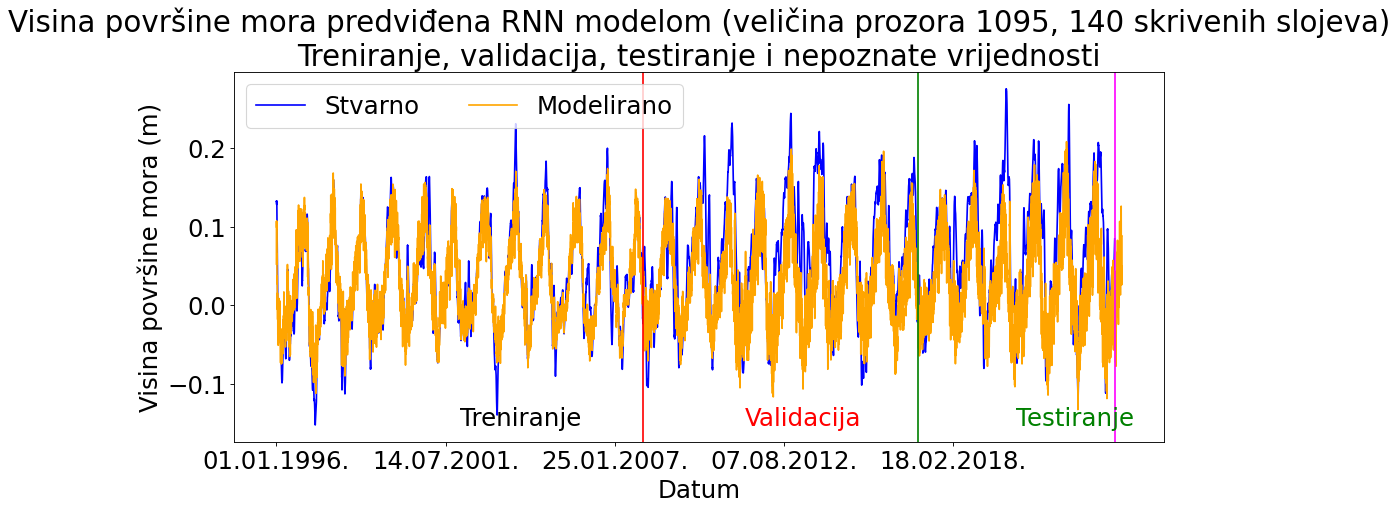 Visina površine mora predviđena RNN modelom (veličina prozora 1095, 140 skrivenih slojeva)
Treniranje, validacija, testiranje i nepoznate vrijednosti
Stvarno Modelirano
Visina površine mora (m)
0.2
0.1
0.0
−0.1
Treniranje Validacija Testiranje
01.01.1996. 14.07.2001. 25.01.2007. 07.08.2012. 18.02.2018.
Datum